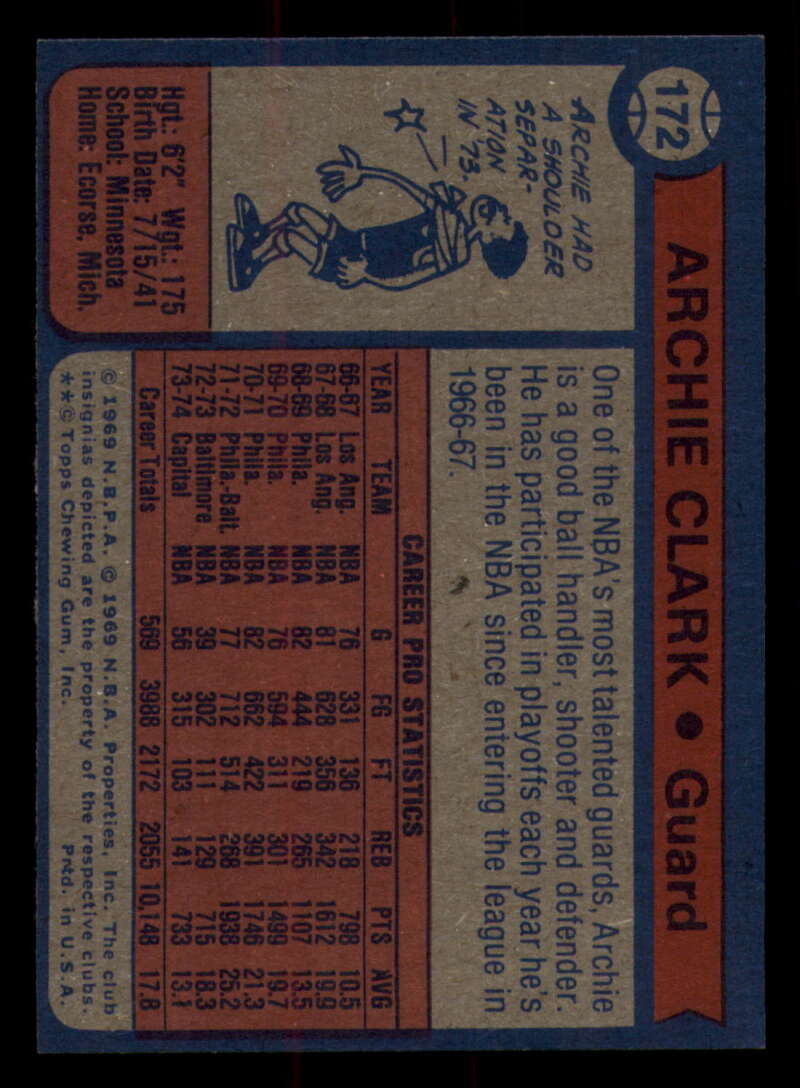 172
ARCHIE CLARK • Guard
ARCHIE HAD
A SHOULDER
SEPAR-
ATION
IN '73.
Hgt.: 6'2" Wgt.: 175
Birth Date: 7/15/41
School: Minnesota
Home: Ecorse, Mich.
One of the NBA's most talented guards, Archie
is a good ball handler, shooter and defender.
He has participated in playoffs each year he's
been in the NBA since entering the league in
1966-67.
CAREER PRO STATISTICS
YEAR TEAM G FG FT REB PTS AVG
66-67 Los Ang. NBA 76 331 136 218 798 10.5
67-68 Los Ang. NBA 81 628 356 342 1612 19.9
68-69 Phila. NBA 82 444 219 265 1107 13.5
69-70 Phila. NBA 76 594 311 301 1499 19.7
70-71 Phila. NBA 82 662 422 391 1746 21.3
71-72 Phila.-Balt. NBA 77 712 514 268 1938 25.2
72-73 Baltimore NBA 39 302 111 129 715 18.3
73-74 Capital NBA 56 315 103 141 733 13.1
Career Totals 569 3988 2172 2055 10,148 17.8
© 1969 N.B.P.A. © 1969 N.B.A. Properties, Inc. The club
insignias depicted are the property of the respective clubs.
**© Topps Chewing Gum, Inc. Prtd. in U.S.A.